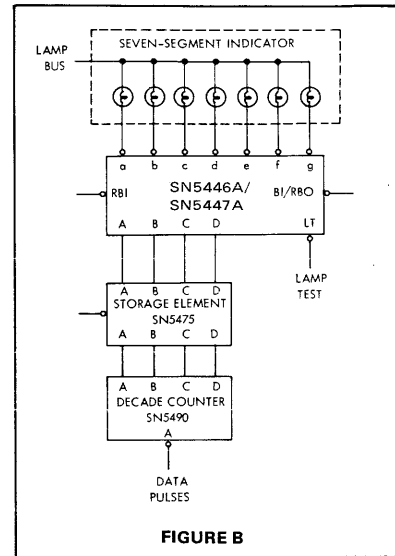 SEVEN-SEGMENT INDICATOR
LAMP
BUS
a b c d e f g
SN5446A/
SN5447A
RBI
BI/RBO
A B C D
LT
LAMP
TEST
A B C D
STORAGE ELEMENT
SN5475
A B C D
A B C D
DECADE COUNTER
SN5490
A
DATA
PULSES
FIGURE B